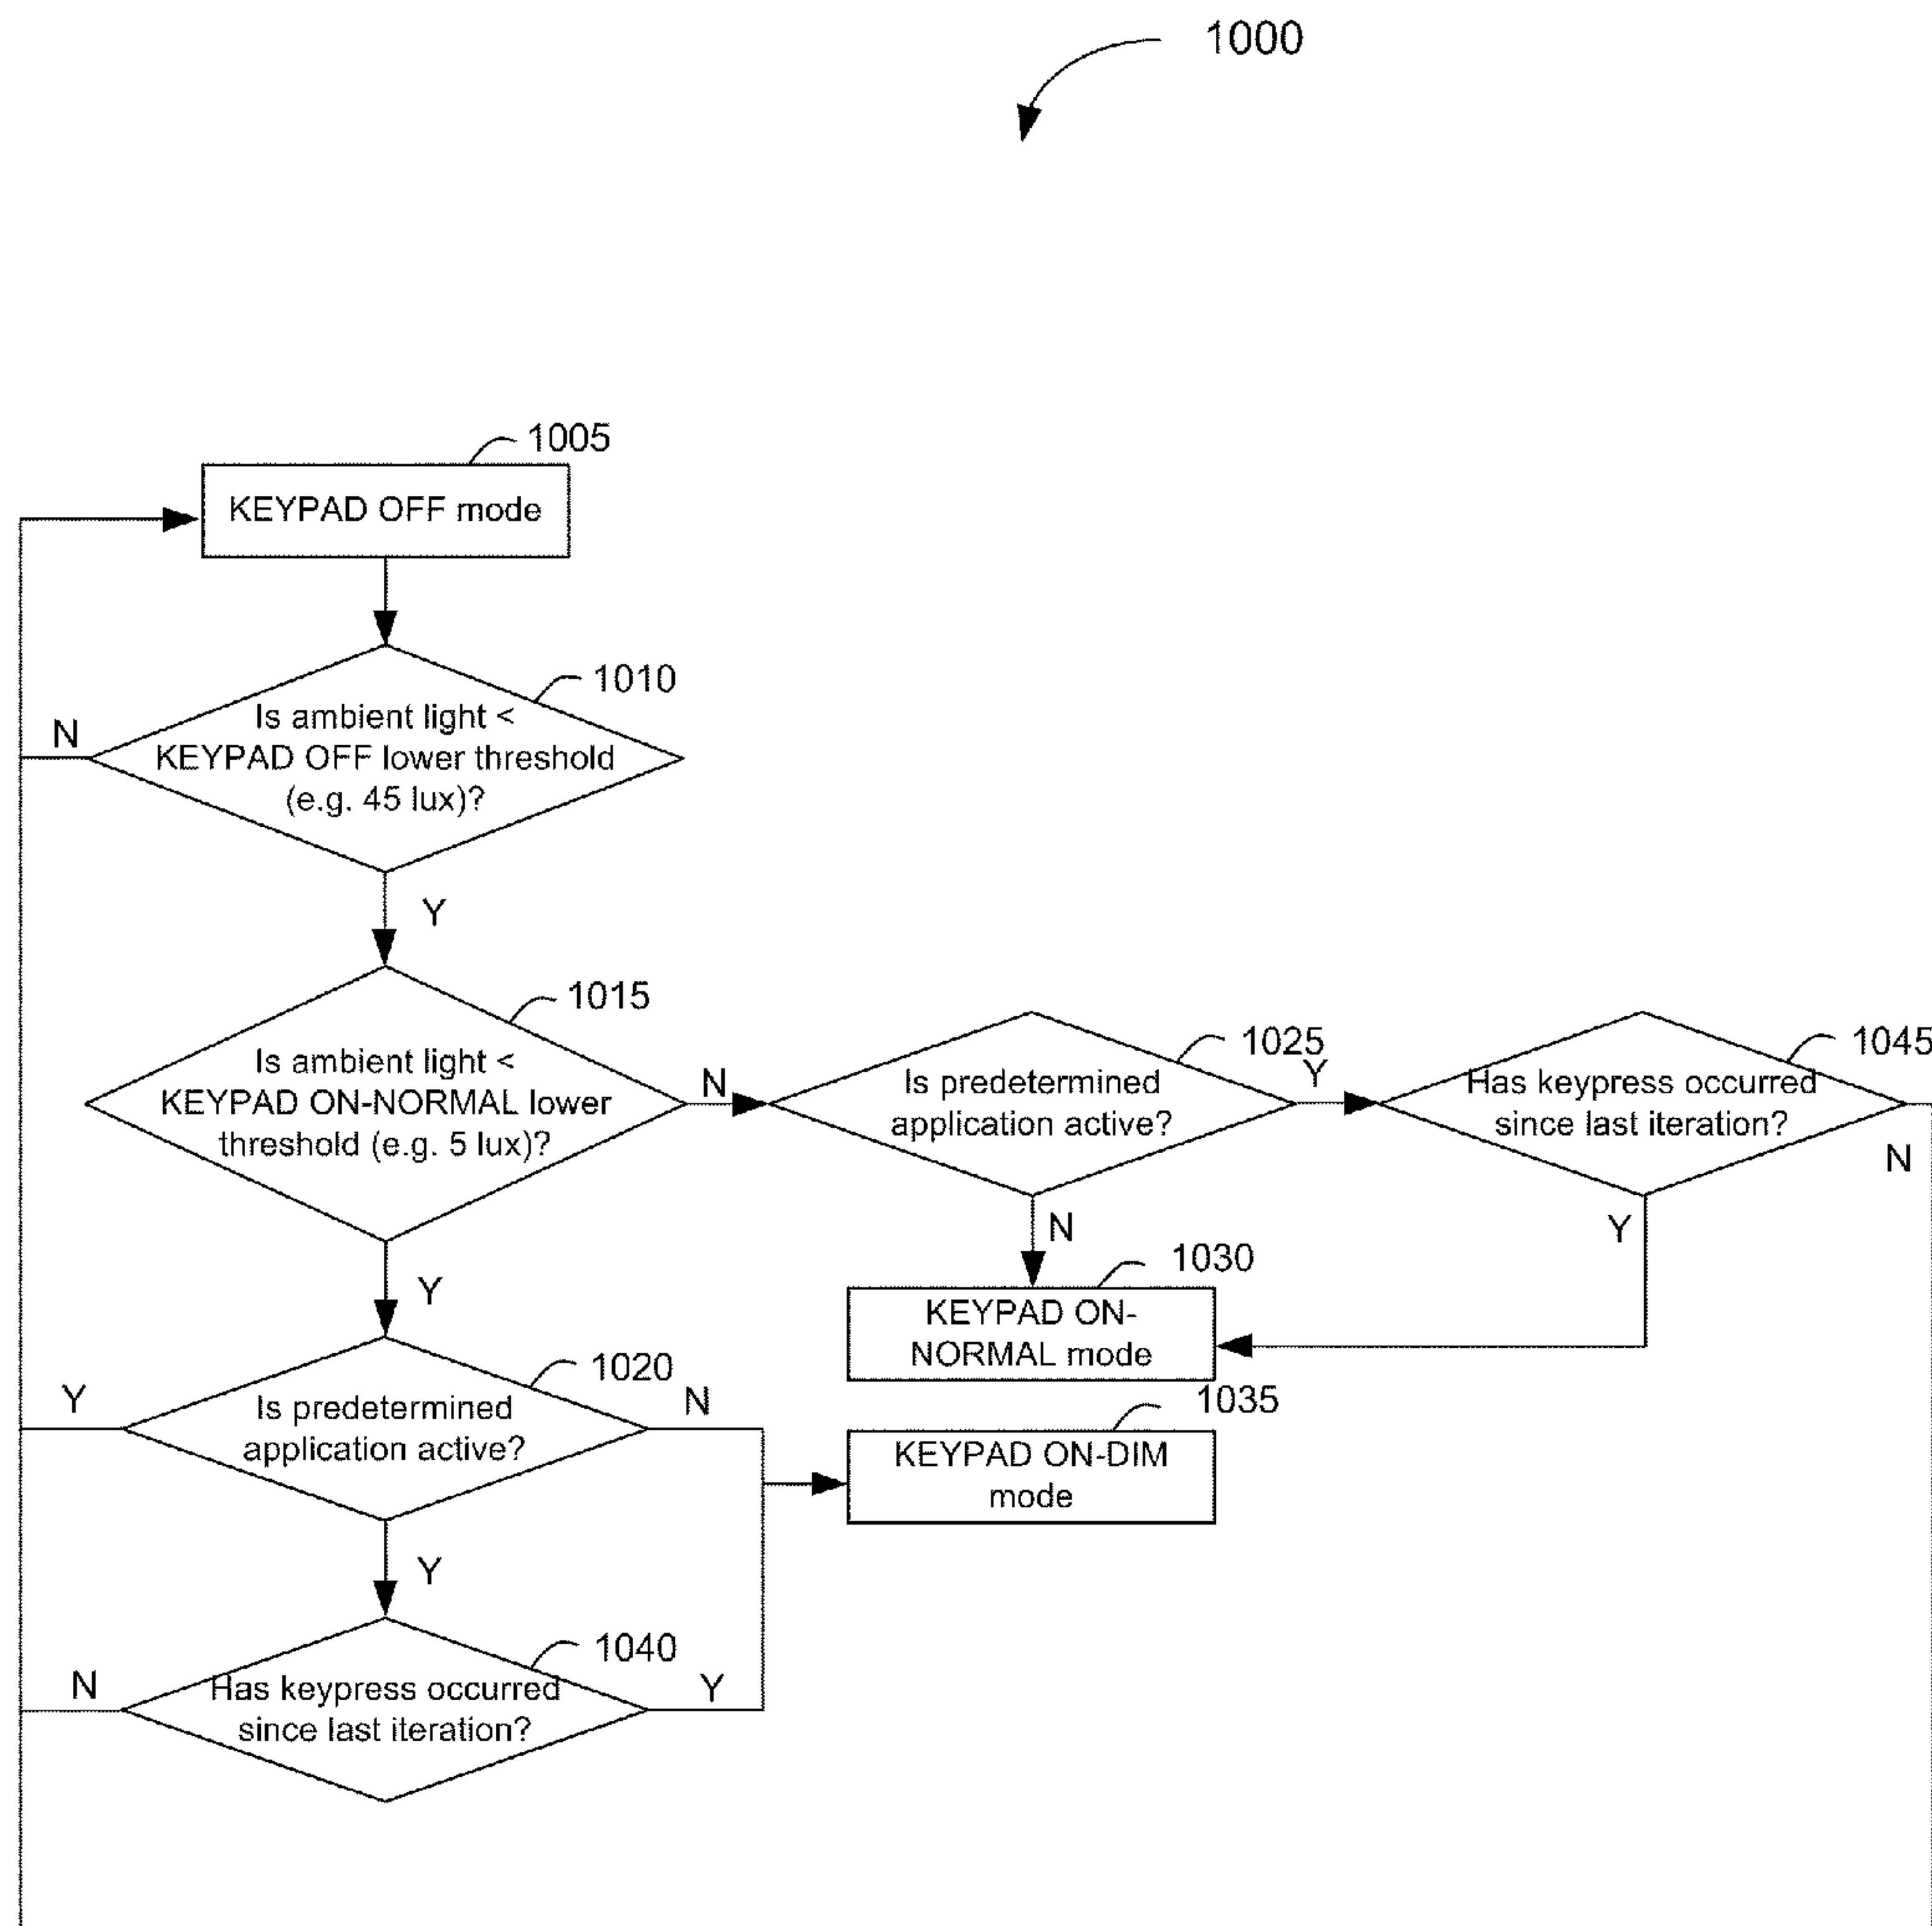 1000
1005
KEYPAD OFF mode
1010
Is ambient light <
KEYPAD OFF lower threshold
(e.g. 45 lux)?
N
Y
1015
Is ambient light <
KEYPAD ON-NORMAL lower
threshold (e.g. 5 lux)?
N
Y
1025
Is predetermined
application active?
Y
N
1045
Has keypress occurred
since last iteration?
N
Y
1030
KEYPAD ON-
NORMAL mode
1035
KEYPAD ON-DIM
mode
1020
Is predetermined
application active?
Y
N
Y
1040
Has keypress occurred
since last iteration?
N
Y